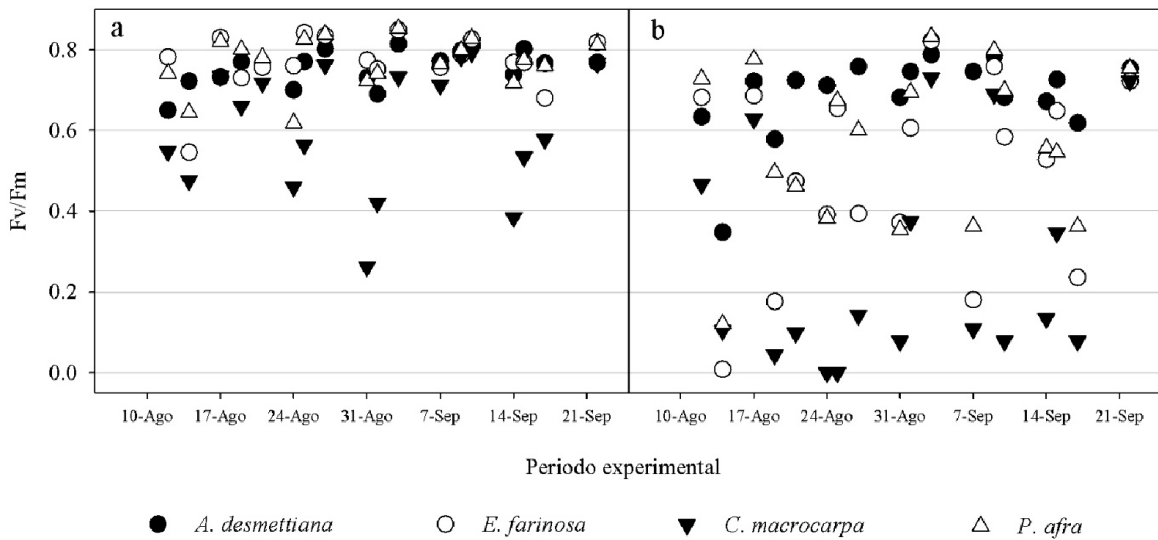 a
b
Fv/Fm
0.8
0.6
0.4
0.2
0.0
10-Ago 17-Ago 24-Ago 31-Ago 7-Sep 14-Sep 21-Sep
10-Ago 17-Ago 24-Ago 31-Ago 7-Sep 14-Sep 21-Sep
Periodo experimental
A. desmettiana E. farinosa C. macrocarpa P. afra